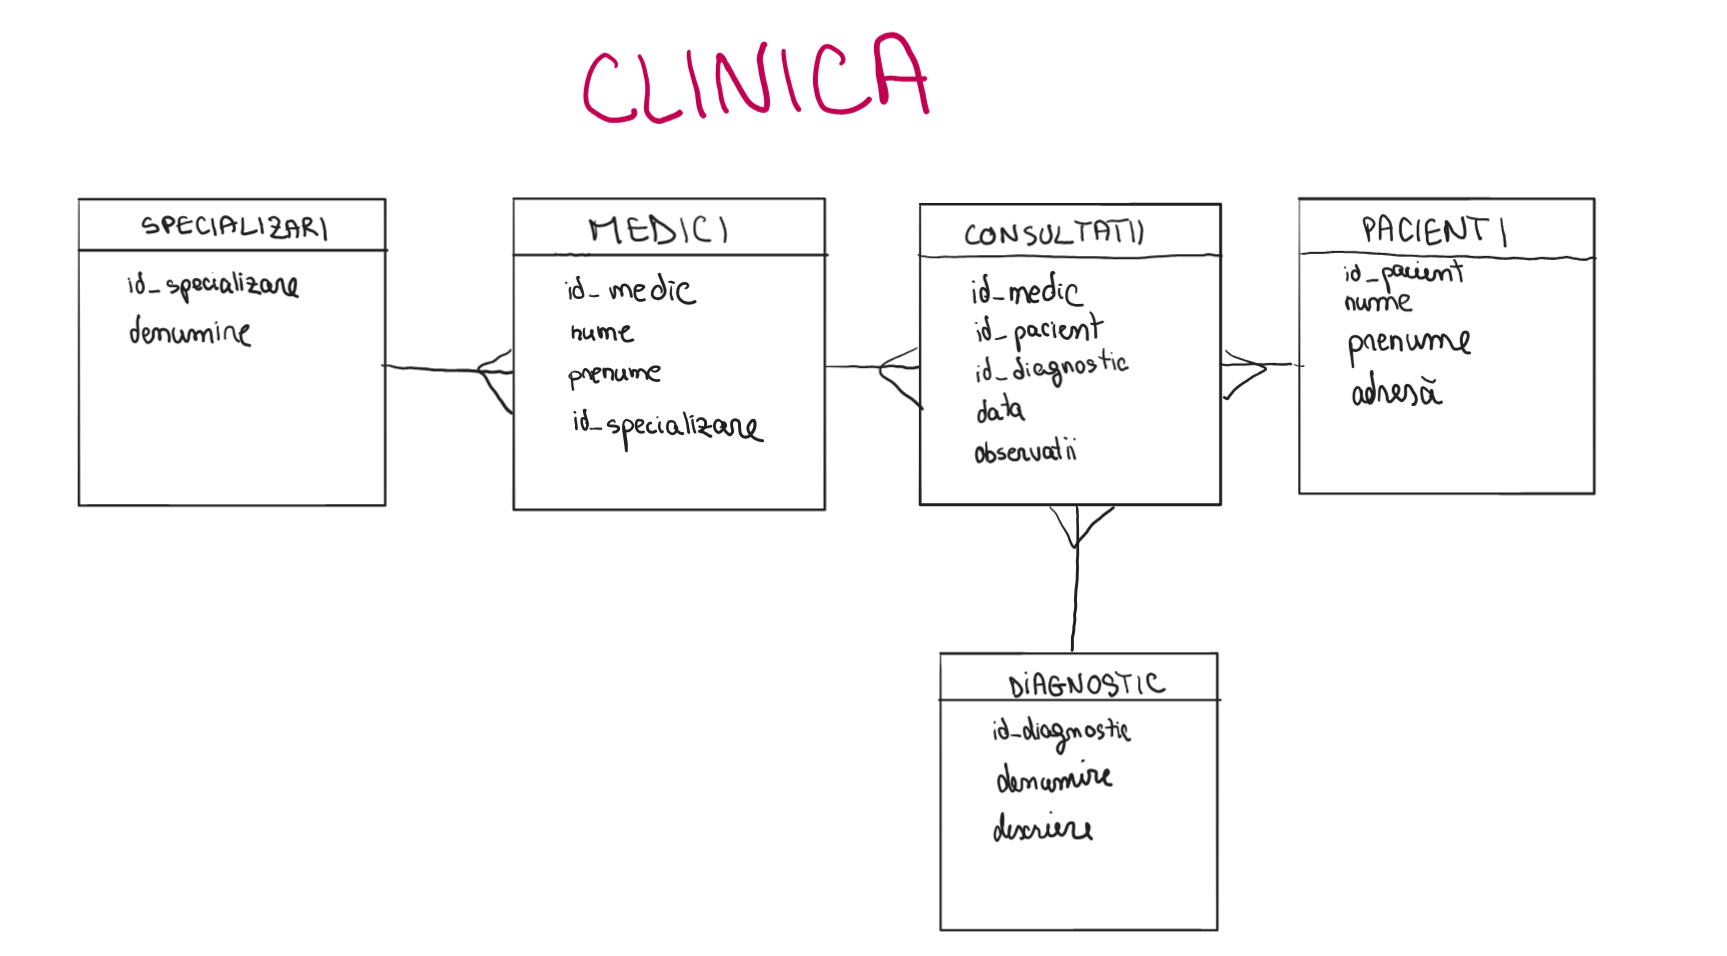 CLINICA
SPECIALIZARI
id_specializare
denumire
MEDICI
id_medic
nume
prenume
id_specializare
CONSULTATII
id_medic
id_pacient
id_diagnostic
data
observatii
PACIENTI
id_pacient
nume
prenume
adresă
DIAGNOSTIC
id_diagnostic
denumire
descriere